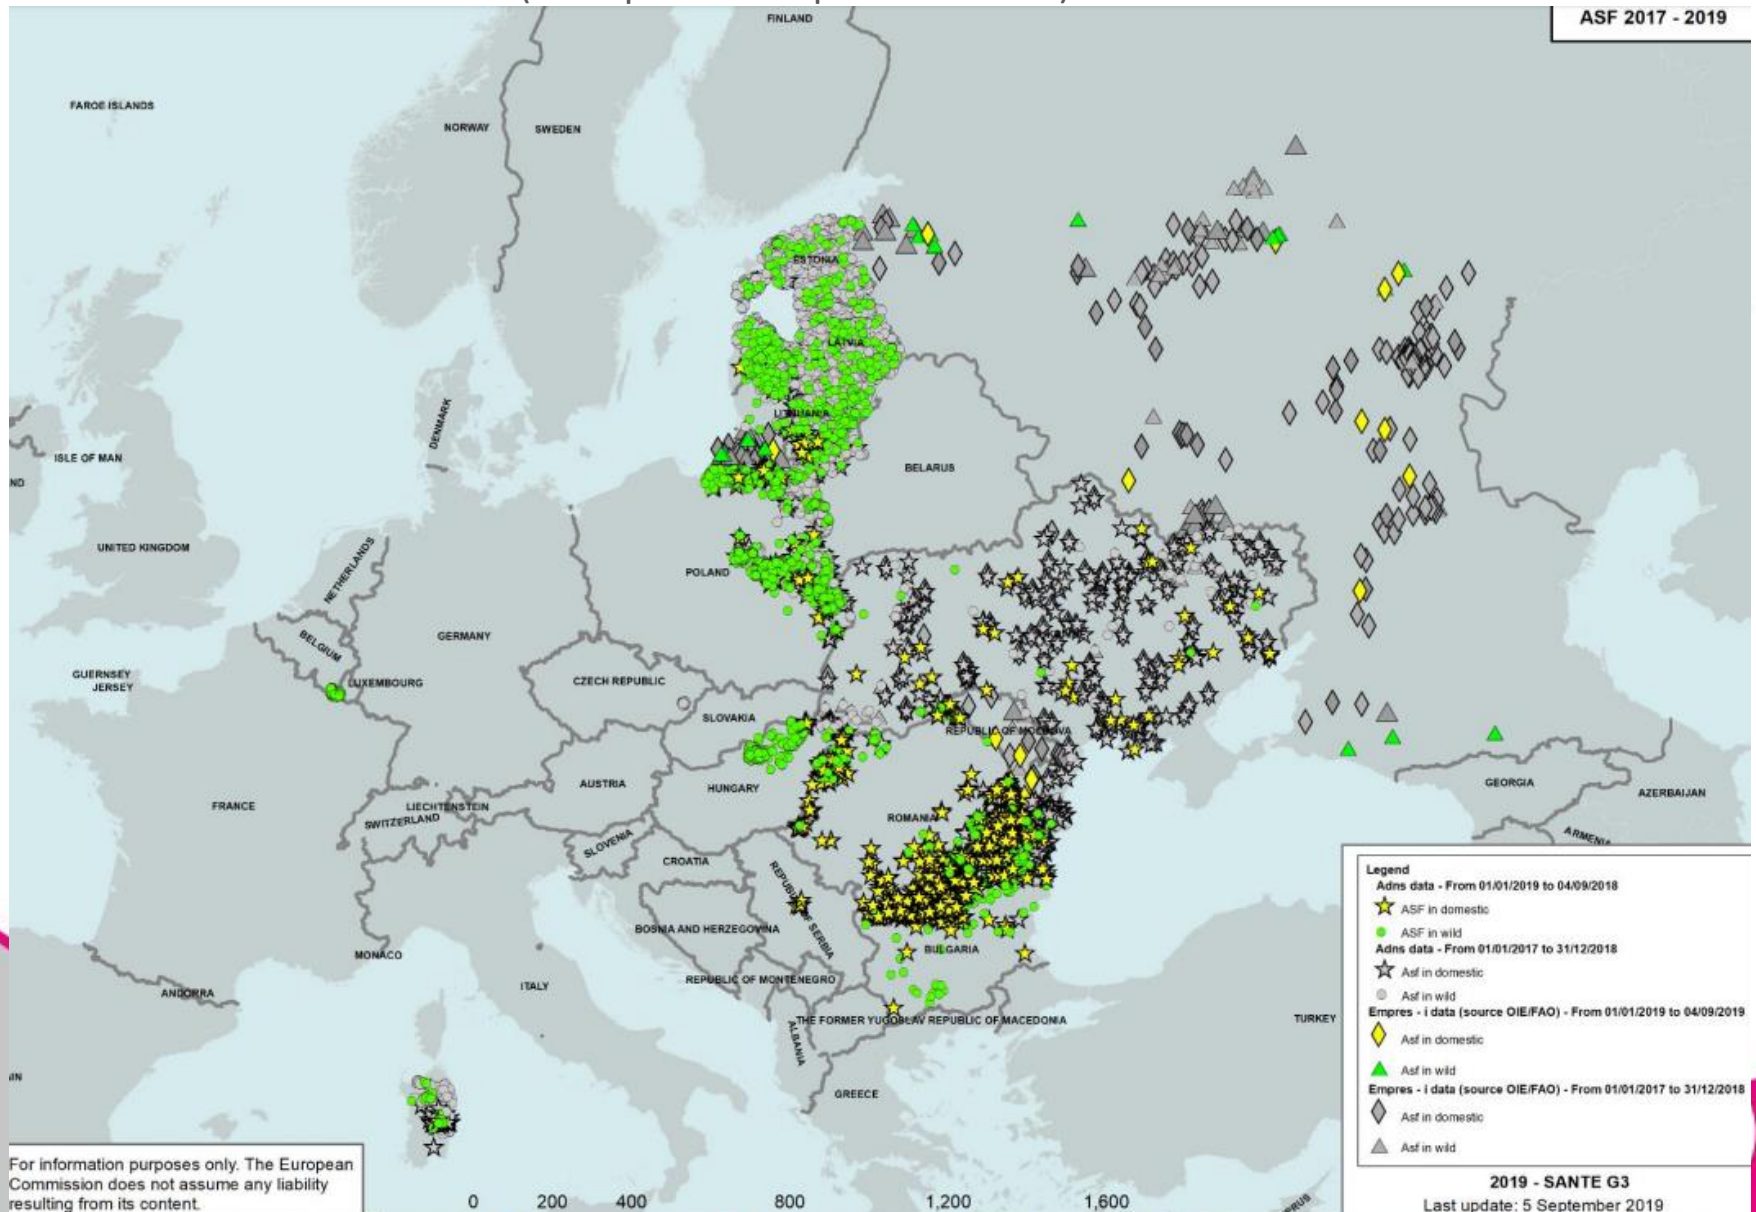 ASF 2017 - 2019
FINLAND
FAROE ISLANDS
NORWAY
SWEDEN
ESTONIA
LATVIA
LITHUANIA
DENMARK
ISLE OF MAN
BELARUS
UNITED KINGDOM
NETHERLANDS
POLAND
GERMANY
BELGIUM
GUERNSEY
JERSEY
LUXEMBOURG
CZECH REPUBLIC
SLOVAKIA
REPUBLIC OF MOLDOVA
AUSTRIA
HUNGARY
FRANCE
LIECHTENSTEIN
SWITZERLAND
SLOVENIA
CROATIA
ROMANIA
GEORGIA
AZERBAIJAN
ARMENIA
REPUBLIC OF SERBIA
BOSNIA AND HERZEGOVINA
BULGARIA
MONACO
REPUBLIC OF MONTENEGRO
ANDORRA
ITALY
THE FORMER YUGOSLAV REPUBLIC OF MACEDONIA
ALBANIA
TURKEY
GREECE
Legend
Adns data - From 01/01/2019 to 04/09/2018
ASF in domestic
ASF in wild
Adns data - From 01/01/2017 to 31/12/2018
Asf in domestic
Asf in wild
Empres - i data (source OIE/FAO) - From 01/01/2019 to 04/09/2019
Asf in domestic
Asf in wild
Empres - i data (source OIE/FAO) - From 01/01/2017 to 31/12/2018
Asf in domestic
Asf in wild
For information purposes only. The European
Commission does not assume any liability
resulting from its content.
0 200 400 800 1,200 1,600
2019 - SANTE G3
Last update: 5 September 2019